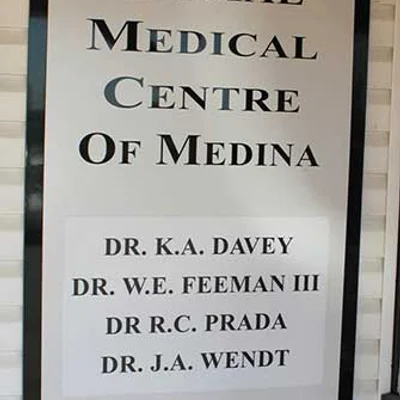 MEDICAL
CENTRE
OF MEDINA
DR. K.A. DAVEY
DR. W.E. FEEMAN III
DR R.C. PRADA
DR. J.A. WENDT